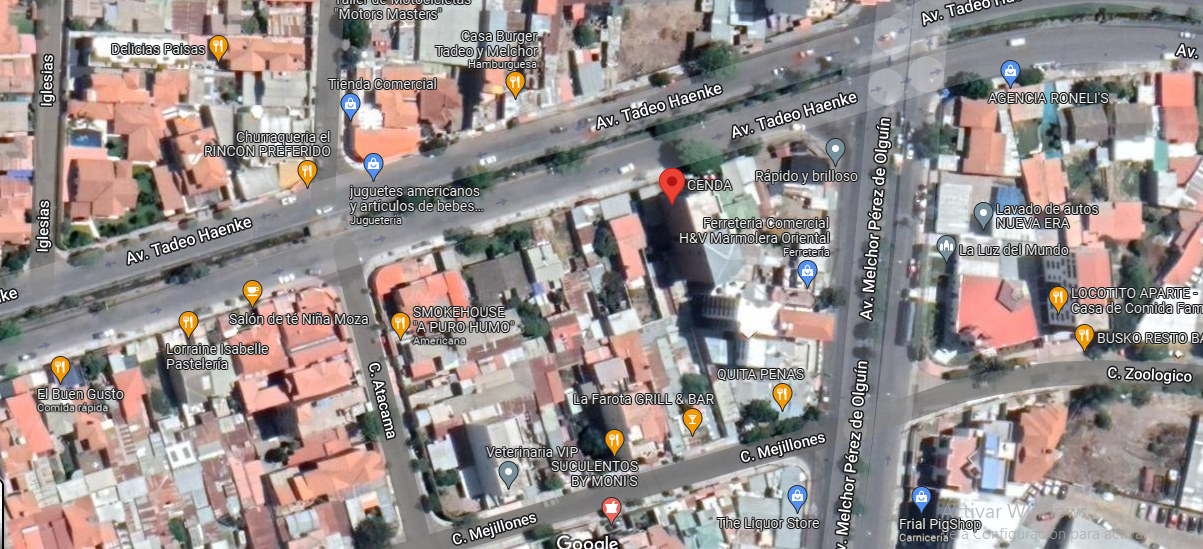 Taller de Motocicletas
"Motors Masters"
Av. Tadeo Haenke
Av.
Casa Burger
Tadeo y Melchor
Hamburguesa
Delicias Paisas
Iglesias
Tienda Comercial
AGENCIA RONELI'S
Av. Tadeo Haenke
Av. Tadeo Haenke
Churraqueria el
RINCON PREFERIDO
Av. Melchor Pérez de Olguín
Rápido y brilloso
CENDA
juguetes americanos
y artículos de bebes...
Juguetería
Iglesias
Av. Tadeo Haenke
Ferreteria Comercial
H&V Marmolera Oriental
Ferretería
Lavado de autos
NUEVA ERA
La Luz del Mundo
ke
LOCOTITO APARTE -
Casa de Comida Fam
SMOKEHOUSE
"A PURO HUMO"
Americana
Salón de té Niña Moza
Lorraine Isabelle
Pastelería
BUSKO RESTO BA
El Buen Gusto
Comida rápida
C. Atacama
QUITA PENAS
C. Zoologico
La Farota GRILL & BAR
Av. Melchor Pérez de Olguín
C. Mejillones
Veterinaria VIP
SUCULENTOS
BY MONI'S
C. Mejillones
The Liquor Store
Frial PigShop
Carnicería
Activar W
Google
a Configuración para activa